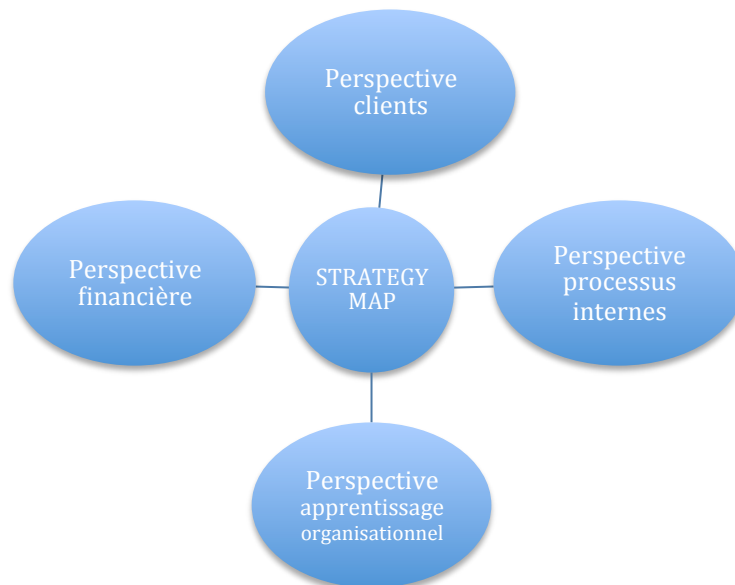 Perspective
clients
Perspective
financière
STRATEGY
MAP
Perspective
processus
internes
Perspective
apprentissage
organisationnel